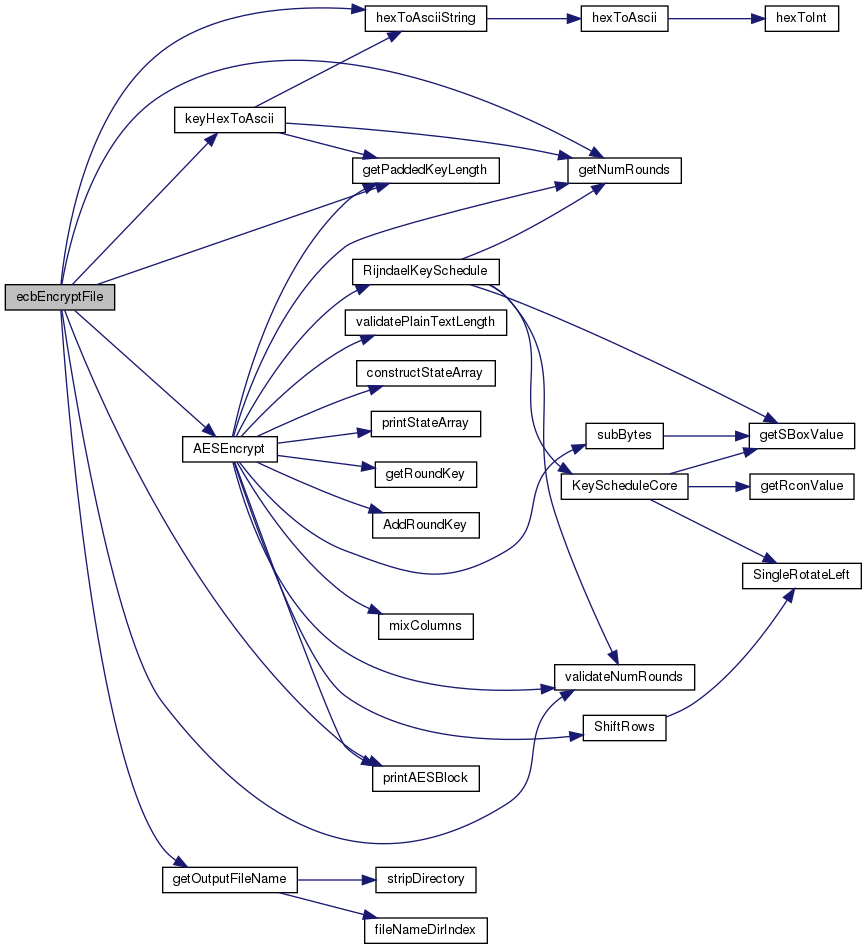 hexToAsciiString
hexToAscii
hexToInt
keyHexToAscii
getPaddedKeyLength
getNumRounds
RijndaelKeySchedule
ecbEncryptFile
validatePlainTextLength
constructStateArray
printStateArray
subBytes
getSBoxValue
AESEncrypt
getRoundKey
KeyScheduleCore
getRconValue
AddRoundKey
SingleRotateLeft
mixColumns
validateNumRounds
ShiftRows
printAESBlock
getOutputFileName
stripDirectory
fileNameDirIndex